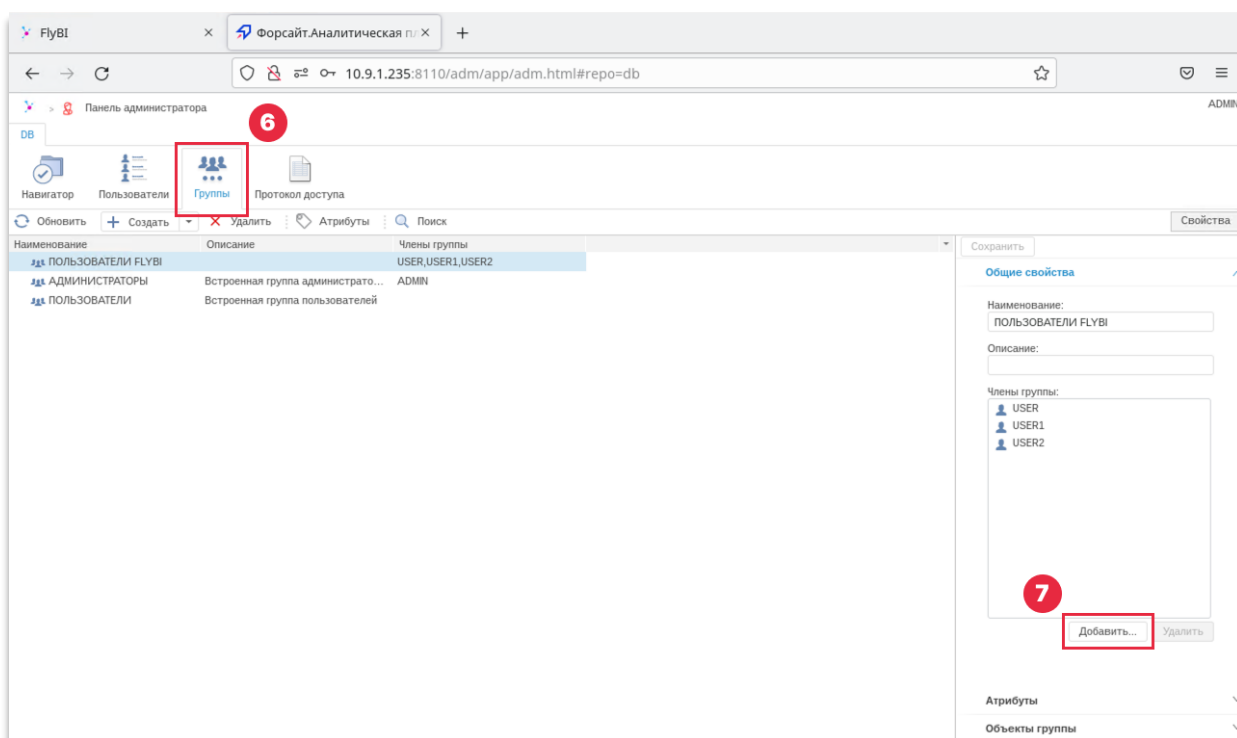 FlyBI
Форсайт.Аналитическая пл
10.9.1.235:8110/adm/app/adm.html#repo=db
> Панель администратора
ADMIN
6
DB
Навигатор Пользователи Группы Протокол доступа
Обновить Создать Удалить Атрибуты Поиск Свойства
Наименование Описание Члены группы
ПОЛЬЗОВАТЕЛИ FLYBI USER,USER1,USER2
АДМИНИСТРАТОРЫ Встроенная группа администрато... ADMIN
ПОЛЬЗОВАТЕЛИ Встроенная группа пользователей
Сохранить
Общие свойства
Наименование:
ПОЛЬЗОВАТЕЛИ FLYBI
Описание:
Члены группы:
USER
USER1
USER2
7
Добавить... Удалить
Атрибуты
Объекты группы